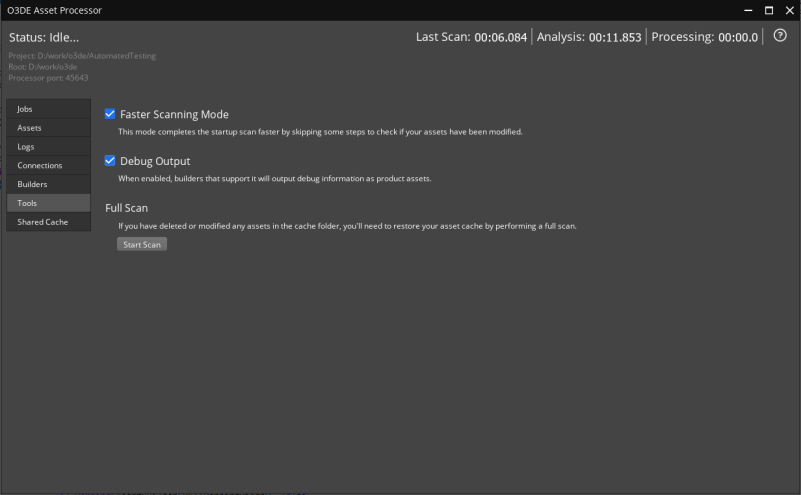 O3DE Asset Processor
Status: Idle...
Last Scan: 00:06.084 Analysis: 00:11.853 Processing: 00:00.0
Project: D:/work/o3de/AutomatedTesting
Root: D:/work/o3de
Processor port: 45643
Jobs
Assets
Logs
Connections
Builders
Tools
Shared Cache
Faster Scanning Mode
This mode completes the startup scan faster by skipping some steps to check if your assets have been modified.
Debug Output
When enabled, builders that support it will output debug information as product assets.
Full Scan
If you have deleted or modified any assets in the cache folder, you'll need to restore your asset cache by performing a full scan.
Start Scan